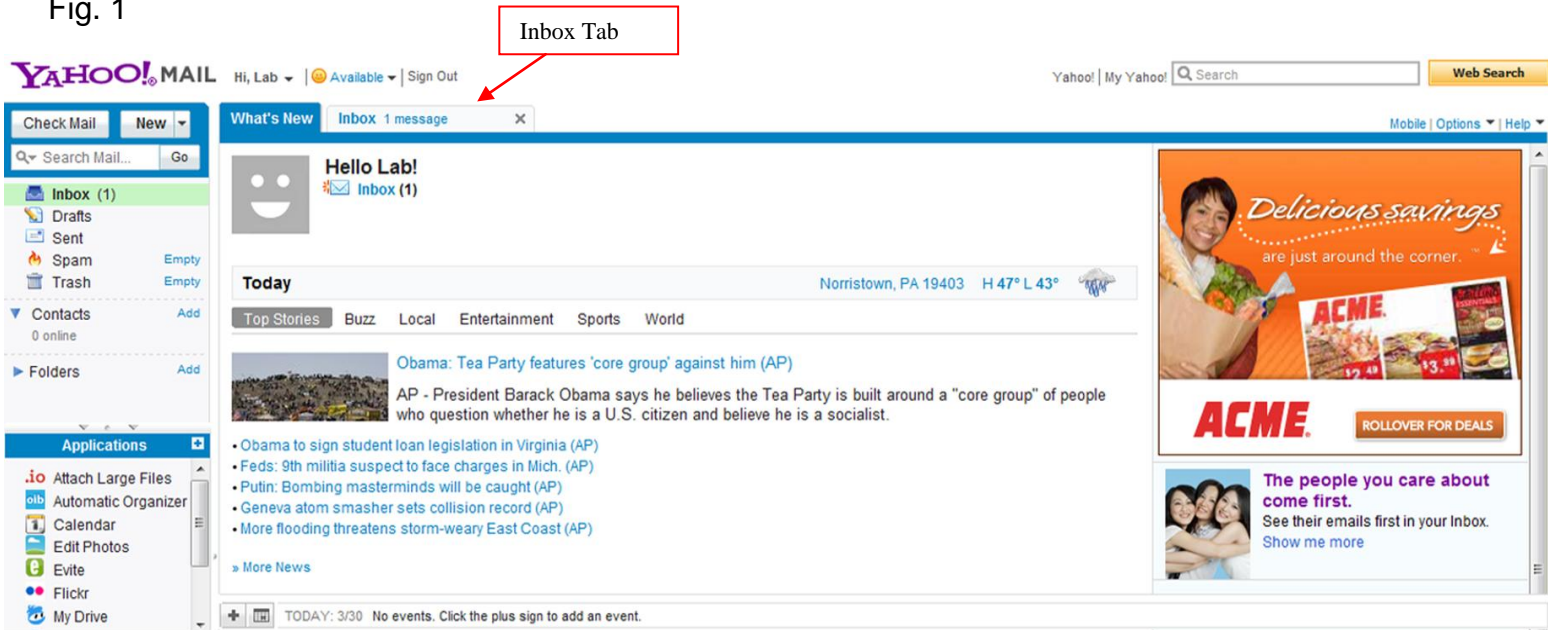 Fig. 1
Inbox Tab
YAHOO! MAIL Hi, Lab | Available | Sign Out
Yahoo! | My Yahoo! Search Web Search
Check Mail New
What's New Inbox 1 message X
Mobile | Options | Help
Search Mail... Go
Inbox (1)
Drafts
Sent
Spam Empty
Trash Empty
Contacts Add
0 online
Folders Add
Applications
.io Attach Large Files
oib Automatic Organizer
1 Calendar
Edit Photos
e Evite
Flickr
My Drive
Hello Lab!
Inbox (1)
Today Norristown, PA 19403 H 47° L 43°
Top Stories Buzz Local Entertainment Sports World
Obama: Tea Party features 'core group' against him (AP)
AP - President Barack Obama says he believes the Tea Party is built around a "core group" of people
who question whether he is a U.S. citizen and believe he is a socialist.
• Obama to sign student loan legislation in Virginia (AP)
• Feds: 9th militia suspect to face charges in Mich. (AP)
• Putin: Bombing masterminds will be caught (AP)
• Geneva atom smasher sets collision record (AP)
• More flooding threatens storm-weary East Coast (AP)
» More News
TODAY: 3/30 No events. Click the plus sign to add an event.
Delicious savings
are just around the corner. ™
ACME.
ESSENTIALS
$2.49 $3.99
ACME. ROLLOVER FOR DEALS
The people you care about
come first.
See their emails first in your Inbox.
Show me more